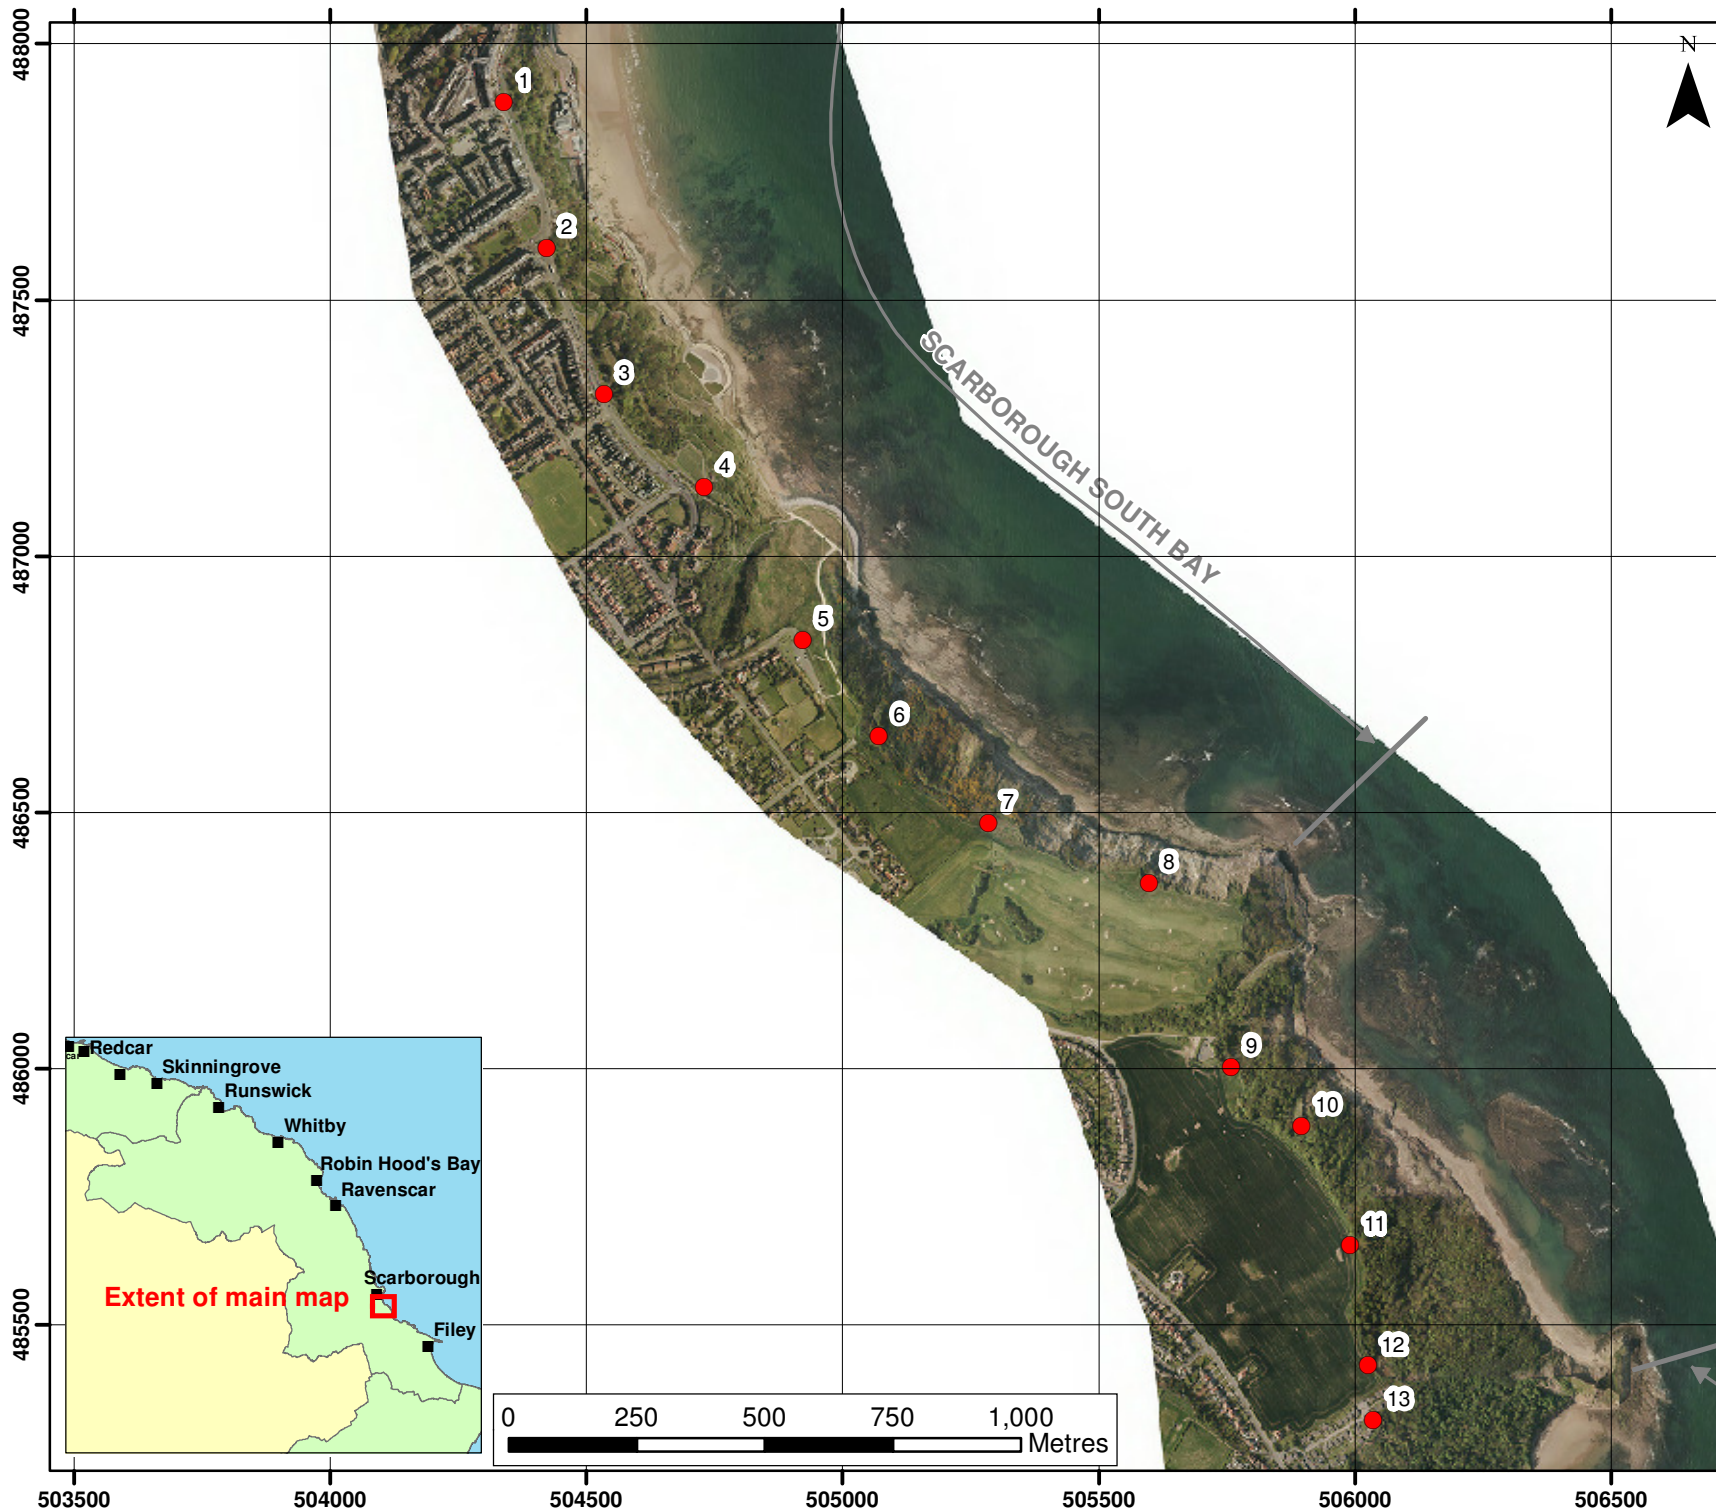 N
488000
487500
487000
486500
486000
485500
1
2
3
4
5
6
7
8
9
10
11
12
13
SCARBOROUGH SOUTH BAY
car
Redcar
Skinningrove
Runswick
Whitby
Robin Hood's Bay
Ravenscar
Scarborough
Extent of main map
Filey
0 250 500 750 1,000
Metres
503500 504000 504500 505000 505500 506000 506500